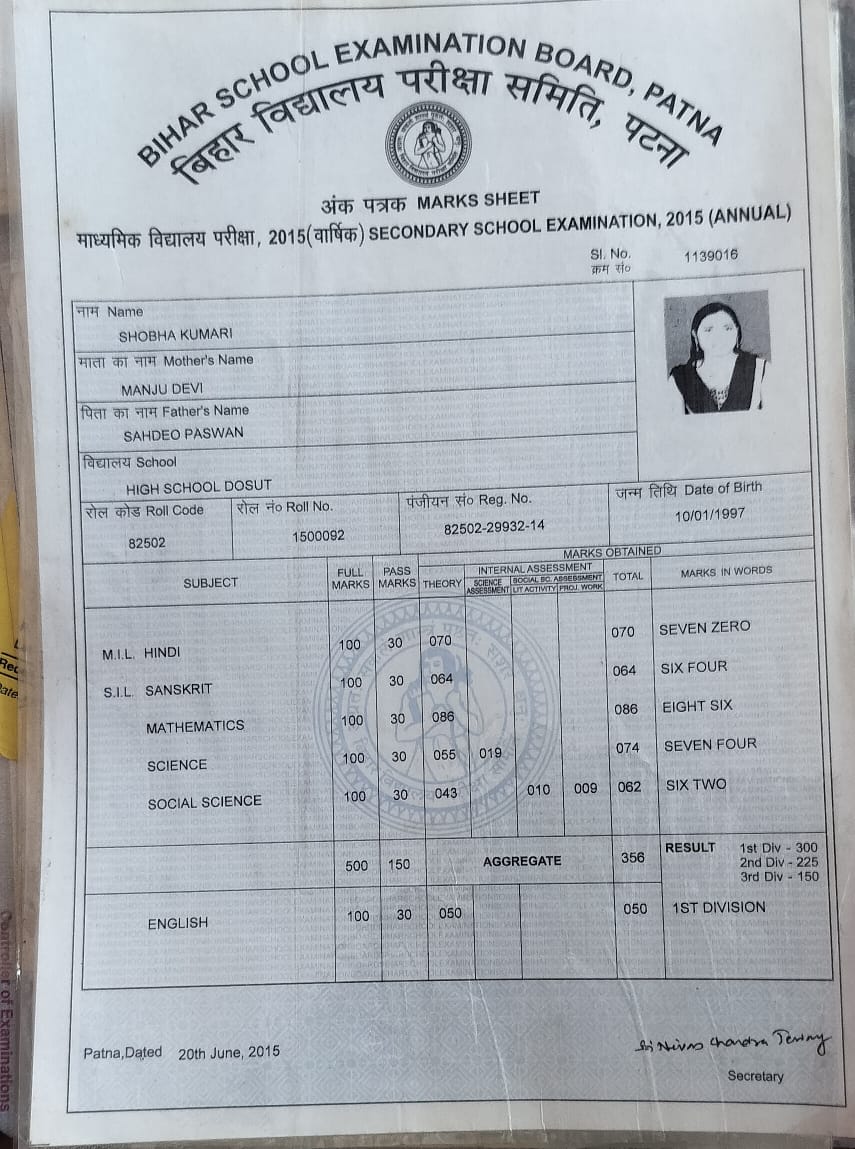 BIHAR SCHOOL EXAMINATION BOARD, PATNA
बिहार विद्यालय परीक्षा समिति, पटना
अंक पत्रक MARKS SHEET
माध्यमिक विद्यालय परीक्षा, 2015(वार्षिक) SECONDARY SCHOOL EXAMINATION, 2015 (ANNUAL)
Sl. No. 1139016
क्रम सं०
नाम Name
SHOBHA KUMARI
माता का नाम Mother's Name
MANJU DEVI
पिता का नाम Father's Name
SAHDEO PASWAN
विद्यालय School
HIGH SCHOOL DOSUT
रोल कोड Roll Code रोल नं० Roll No. पंजीयन सं० Reg. No. जन्म तिथि Date of Birth
82502 1500092 82502-29932-14 10/01/1997
MARKS OBTAINED
SUBJECT FULL MARKS PASS MARKS THEORY INTERNAL ASSESSMENT TOTAL MARKS IN WORDS
SCIENCE ASSESSMENT SOCIAL SC. ASSESSMENT
LIT ACTIVITY PROJ. WORK
M.I.L. HINDI 100 30 070 070 SEVEN ZERO
S.I.L. SANSKRIT 100 30 064 064 SIX FOUR
MATHEMATICS 100 30 086 086 EIGHT SIX
SCIENCE 100 30 055 019 074 SEVEN FOUR
SOCIAL SCIENCE 100 30 043 010 009 062 SIX TWO
500 150 AGGREGATE 356 RESULT 1st Div - 300
2nd Div - 225
3rd Div - 150
ENGLISH 100 30 050 050 1ST DIVISION
Patna,Dated 20th June, 2015
Secretary
Controller of Examinations